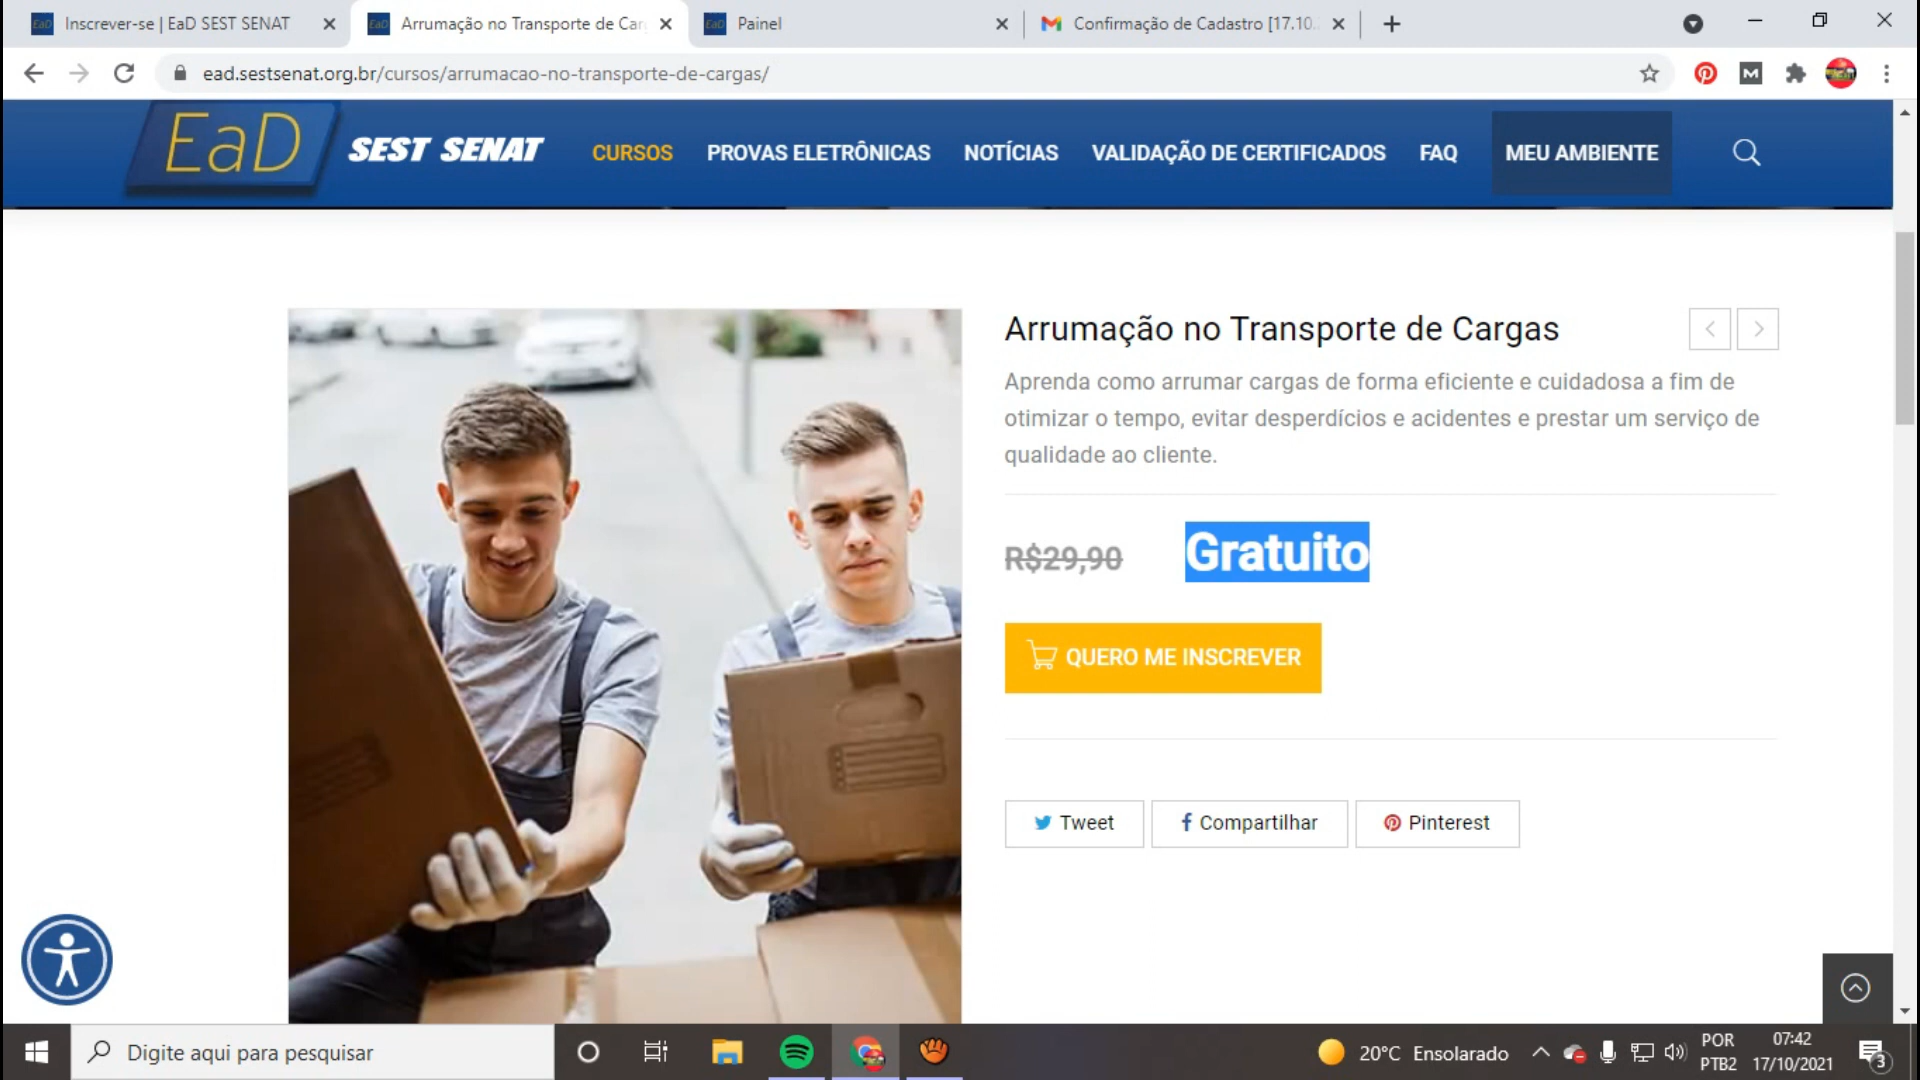 Inscrever-se | EaD SEST SENAT
Arrumação no Transporte de Car
Painel
Confirmação de Cadastro [17.10.
ead.sestsenat.org.br/cursos/arrumacao-no-transporte-de-cargas/
EaD SEST SENAT
CURSOS PROVAS ELETRÔNICAS NOTÍCIAS VALIDAÇÃO DE CERTIFICADOS FAQ MEU AMBIENTE
Arrumação no Transporte de Cargas
Aprenda como arrumar cargas de forma eficiente e cuidadosa a fim de
otimizar o tempo, evitar desperdícios e acidentes e prestar um serviço de
qualidade ao cliente.
R$29,90 Gratuito
QUERO ME INSCREVER
Tweet
Compartilhar
Pinterest
Digite aqui para pesquisar
20°C Ensolarado
POR
PTB2
07:42
17/10/2021
3